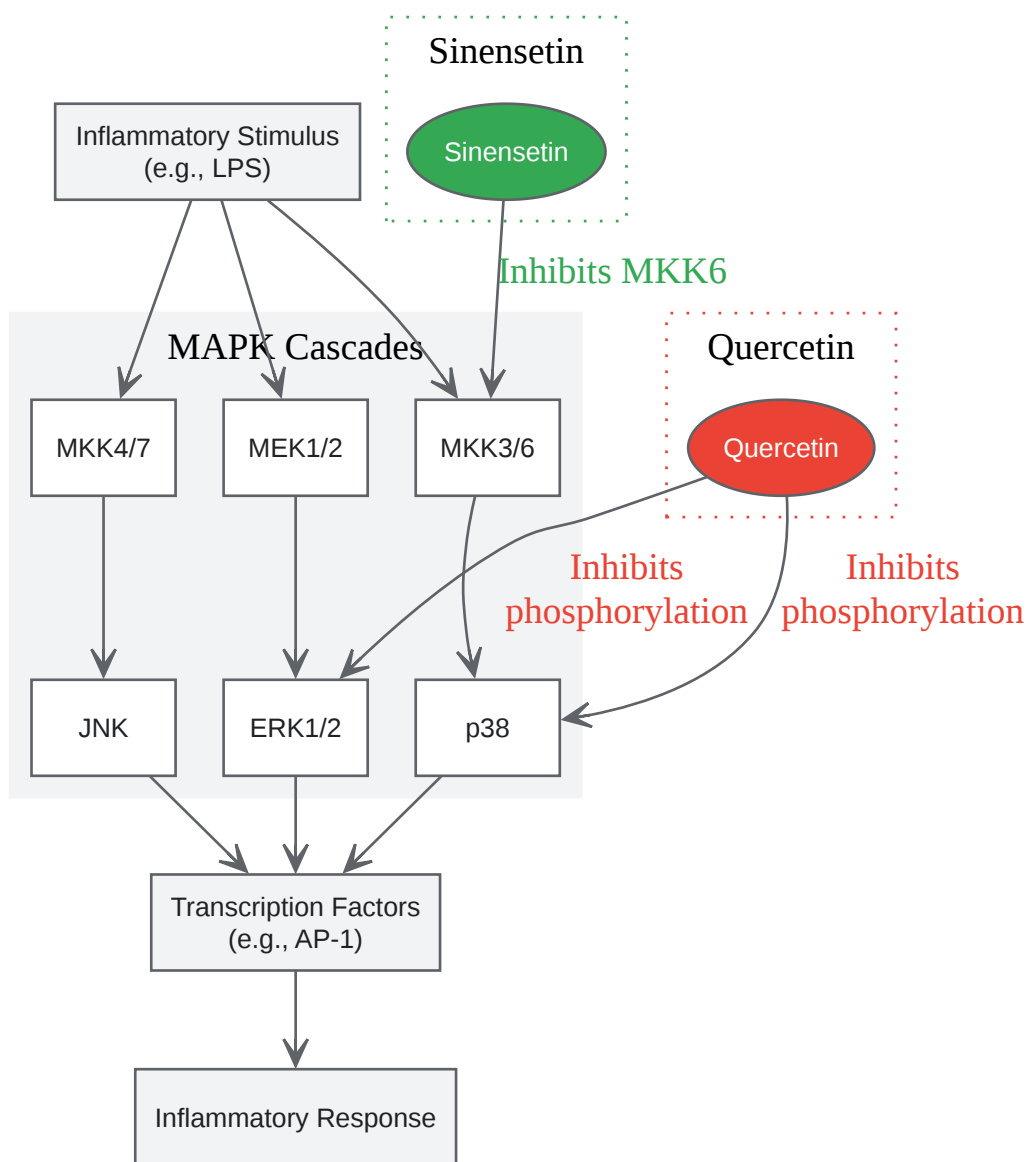 Sinensetin
Inflammatory Stimulus
(e.g., LPS)
Sinensetin
Inhibits MKK6
MAPK Cascades
Quercetin
MKK4/7
MEK1/2
MKK3/6
Quercetin
Inhibits
phosphorylation
Inhibits
phosphorylation
JNK
ERK1/2
p38
Transcription Factors
(e.g., AP-1)
Inflammatory Response